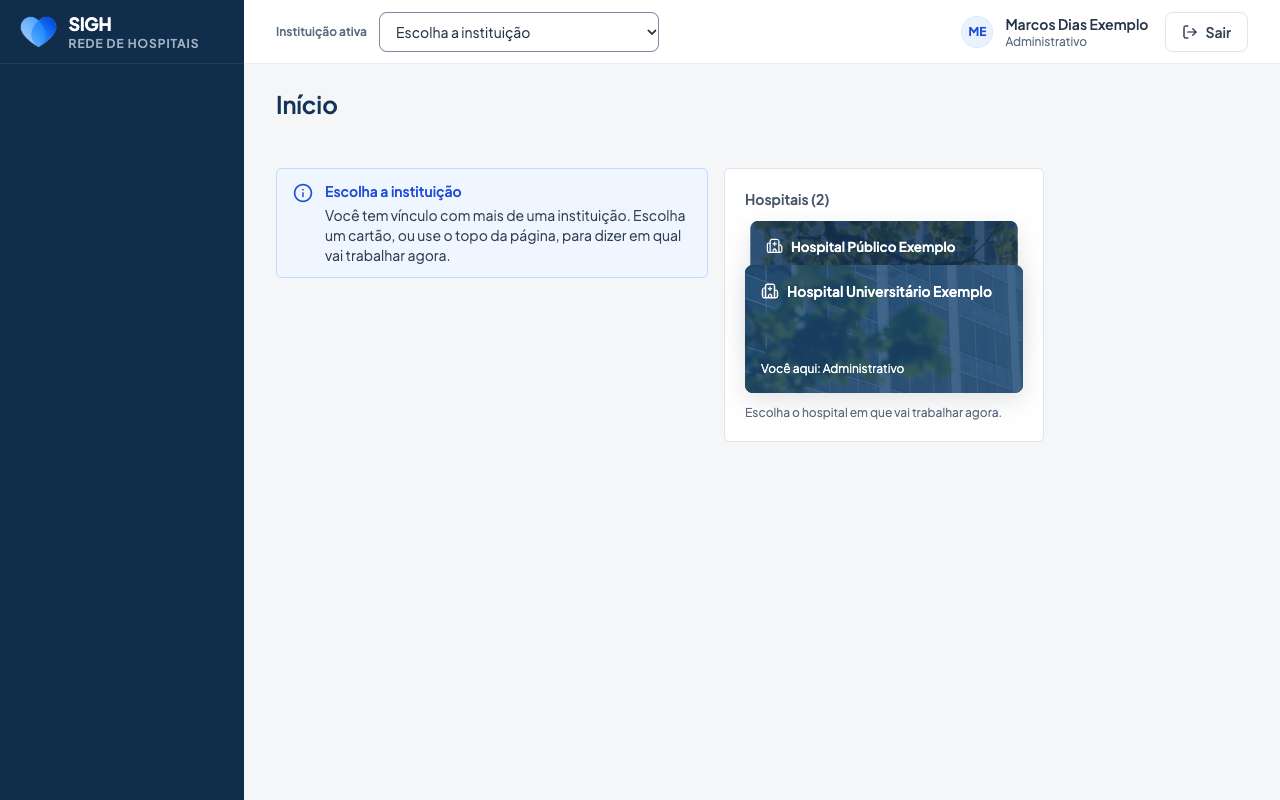 SIGH
REDE DE HOSPITAIS
Instituição ativa
Escolha a instituição
ME
Marcos Dias Exemplo
Administrativo
Sair
Início
Escolha a instituição
Você tem vínculo com mais de uma instituição. Escolha
um cartão, ou use o topo da página, para dizer em qual
vai trabalhar agora.
Hospitais (2)
Hospital Público Exemplo
Hospital Universitário Exemplo
Você aqui: Administrativo
Escolha o hospital em que vai trabalhar agora.